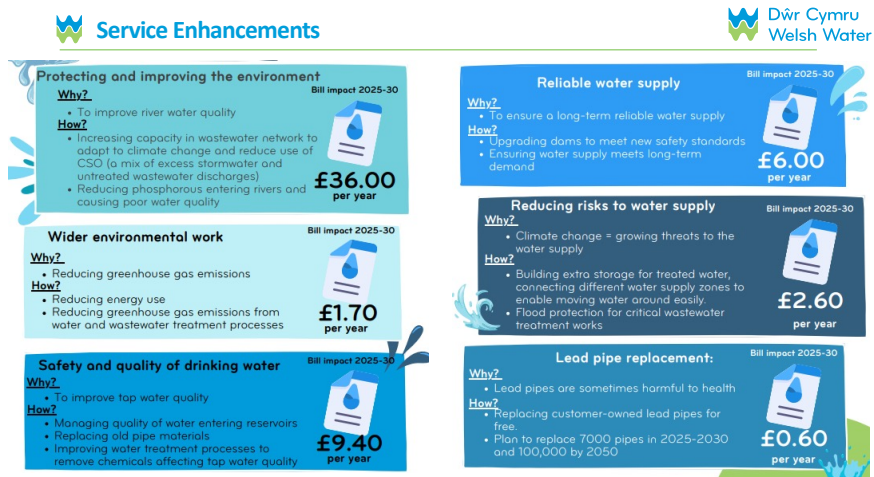 Service Enhancements
Dŵr Cymru
Welsh Water
Protecting and improving the environment
Bill impact 2025-30
Why?
• To improve river water quality
How?
• Increasing capacity in wastewater network to
adapt to climate change and reduce use of
CSO (a mix of excess stormwater and
untreated wastewater discharges)
• Reducing phosphorous entering rivers and
causing poor water quality
£36.00
per year
Wider environmental work
Bill impact 2025-30
Why?
• Reducing greenhouse gas emissions
How?
• Reducing energy use
• Reducing greenhouse gas emissions from
water and wastewater treatment processes
£1.70
per year
Safety and quality of drinking water
Bill impact 2025-30
Why?
• To improve tap water quality
How?
• Managing quality of water entering reservoirs
• Replacing old pipe materials
• Improving water treatment processes to
remove chemicals affecting tap water quality
£9.40
per year
Reliable water supply
Bill impact 2025-30
Why?
• To ensure a long-term reliable water supply
How?
• Upgrading dams to meet new safety standards
• Ensuring water supply meets long-term
demand
£6.00
per year
Reducing risks to water supply
Bill impact 2025-30
Why?
• Climate change = growing threats to the
water supply
How?
• Building extra storage for treated water,
connecting different water supply zones to
enable moving water around easily.
• Flood protection for critical wastewater
treatment works
£2.60
per year
Lead pipe replacement:
Bill impact 2025-30
Why?
• Lead pipes are sometimes harmful to health
How?
• Replacing customer-owned lead pipes for
free.
• Plan to replace 7000 pipes in 2025-2030
and 100,000 by 2050
£0.60
per year